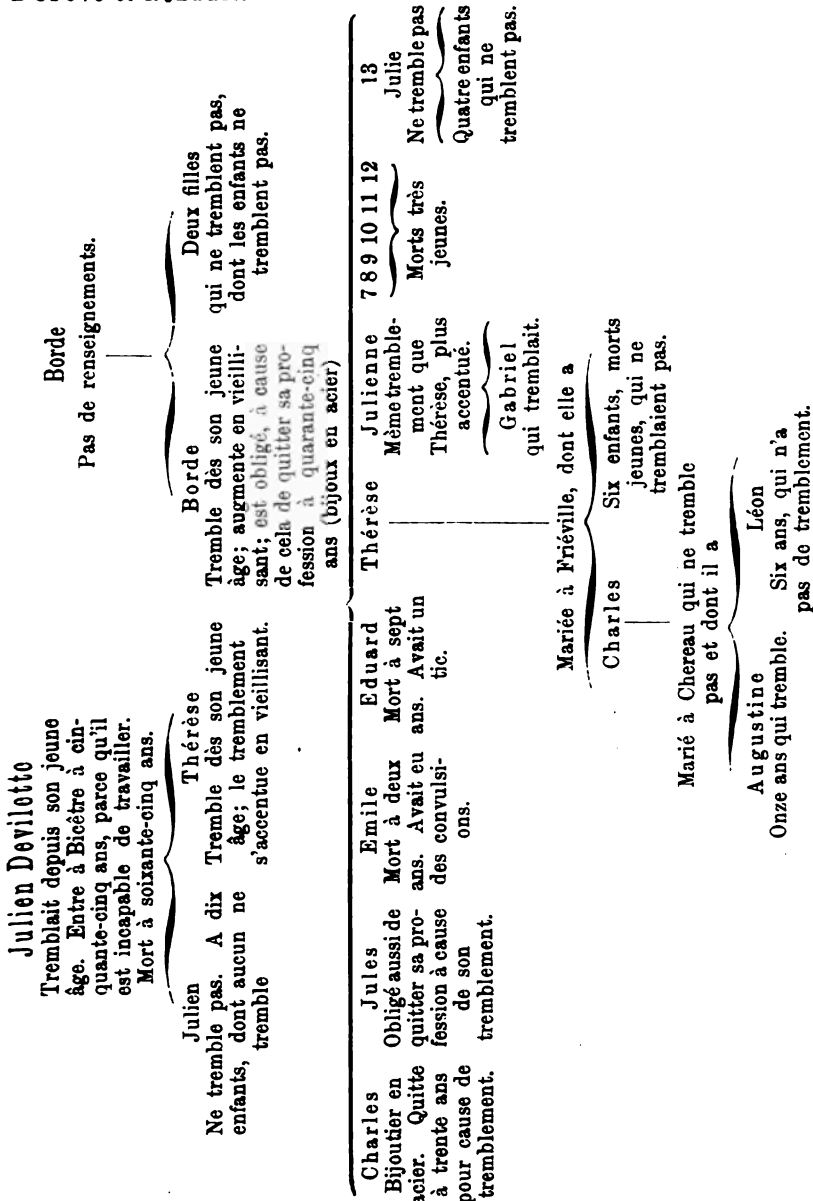 Julien Devilotte
Tremblait depuis son jeune
âge. Entre à Bicêtre à cin-
quante-cinq ans, parce qu'il
est incapable de travailler.
Mort à soixante-cinq ans.
Julien
Ne tremble pas. A dix
enfants, dont aucun ne
tremble
Thérèse
Tremble dès son jeune
âge; le tremblement
s'accentue en vieillisant.
Borde
Pas de renseignements.
Borde
Tremble dès son jeune
âge; augmente en vieilli-
sant; est obligé, à cause
de cela de quitter sa pro-
fession à quarante-cinq
ans (bijoux en acier)
Deux filles
qui ne tremblent pas,
dont les enfants ne
tremblent pas.
Charles
Bijoutier en
acier. Quitte
à trente ans
pour cause de
tremblement.
Jules
Obligé aussi de
quitter sa pro-
fession à cause
de son
tremblement.
Emile
Mort à deux
ans. Avait eu
des convulsi-
ons.
Eduard
Mort à sept
ans. Avait un
tic.
Thérèse
Julienne
Mème tremble-
ment que
Thérèse, plus
accentué.
Gabriel
qui tremblait.
7 8 9 10 11 12
Morts très
jeunes.
13
Julie
Ne tremble pas
Quatre enfants
qui ne
tremblent pas.
Mariée à Friéville, dont elle a
Charles
Six enfants, morts
jeunes, qui ne
tremblaient pas.
Marié à Chereau qui ne tremble
pas et dont il a
Augustine
Onze ans qui tremble.
Léon
Six ans, qui n'a
pas de tremblement.